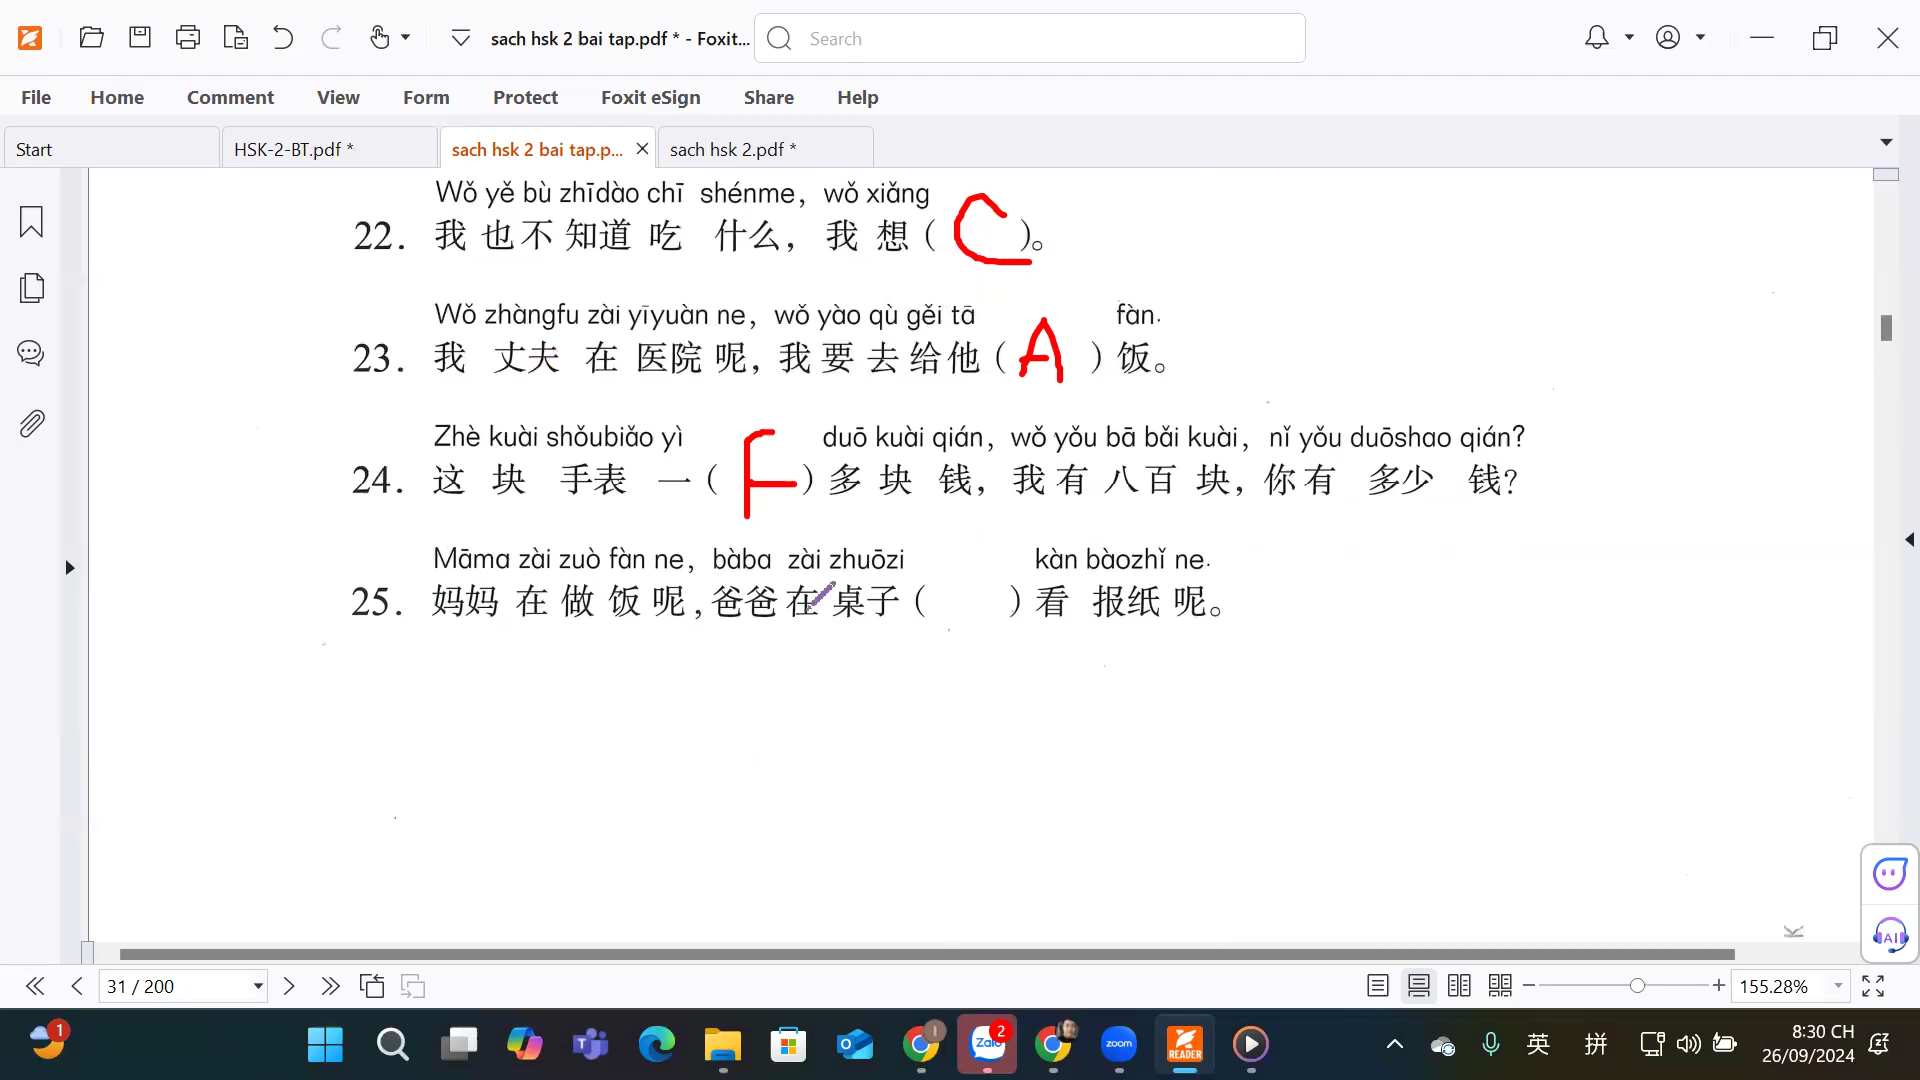 sach hsk 2 bai tap.pdf * - Foxit...
Search
File Home Comment View Form Protect Foxit eSign Share Help
Start HSK-2-BT.pdf * sach hsk 2 bai tap.p... sach hsk 2.pdf *
Wǒ yě bù zhīdào chī shénme, wǒ xiǎng
22. 我也不知道吃什么，我想（ C ）。
Wǒ zhàngfu zài yīyuàn ne, wǒ yào qù gěi tā fàn.
23. 我丈夫在医院呢，我要去给他（ A ）饭。
Zhè kuài shǒubiǎo yì duō kuài qián, wǒ yǒu bā bǎi kuài, nǐ yǒu duōshao qián?
24. 这块手表一（ F ）多块钱，我有八百块，你有多少钱？
Māma zài zuò fàn ne, bàba zài zhuōzi kàn bàozhǐ ne.
25. 妈妈在做饭呢，爸爸在桌子（ ）看报纸呢。
AI
31 / 200
155.28%
1
Zalo 2
zoom
READER
英 拼
8:30 CH
26/09/2024